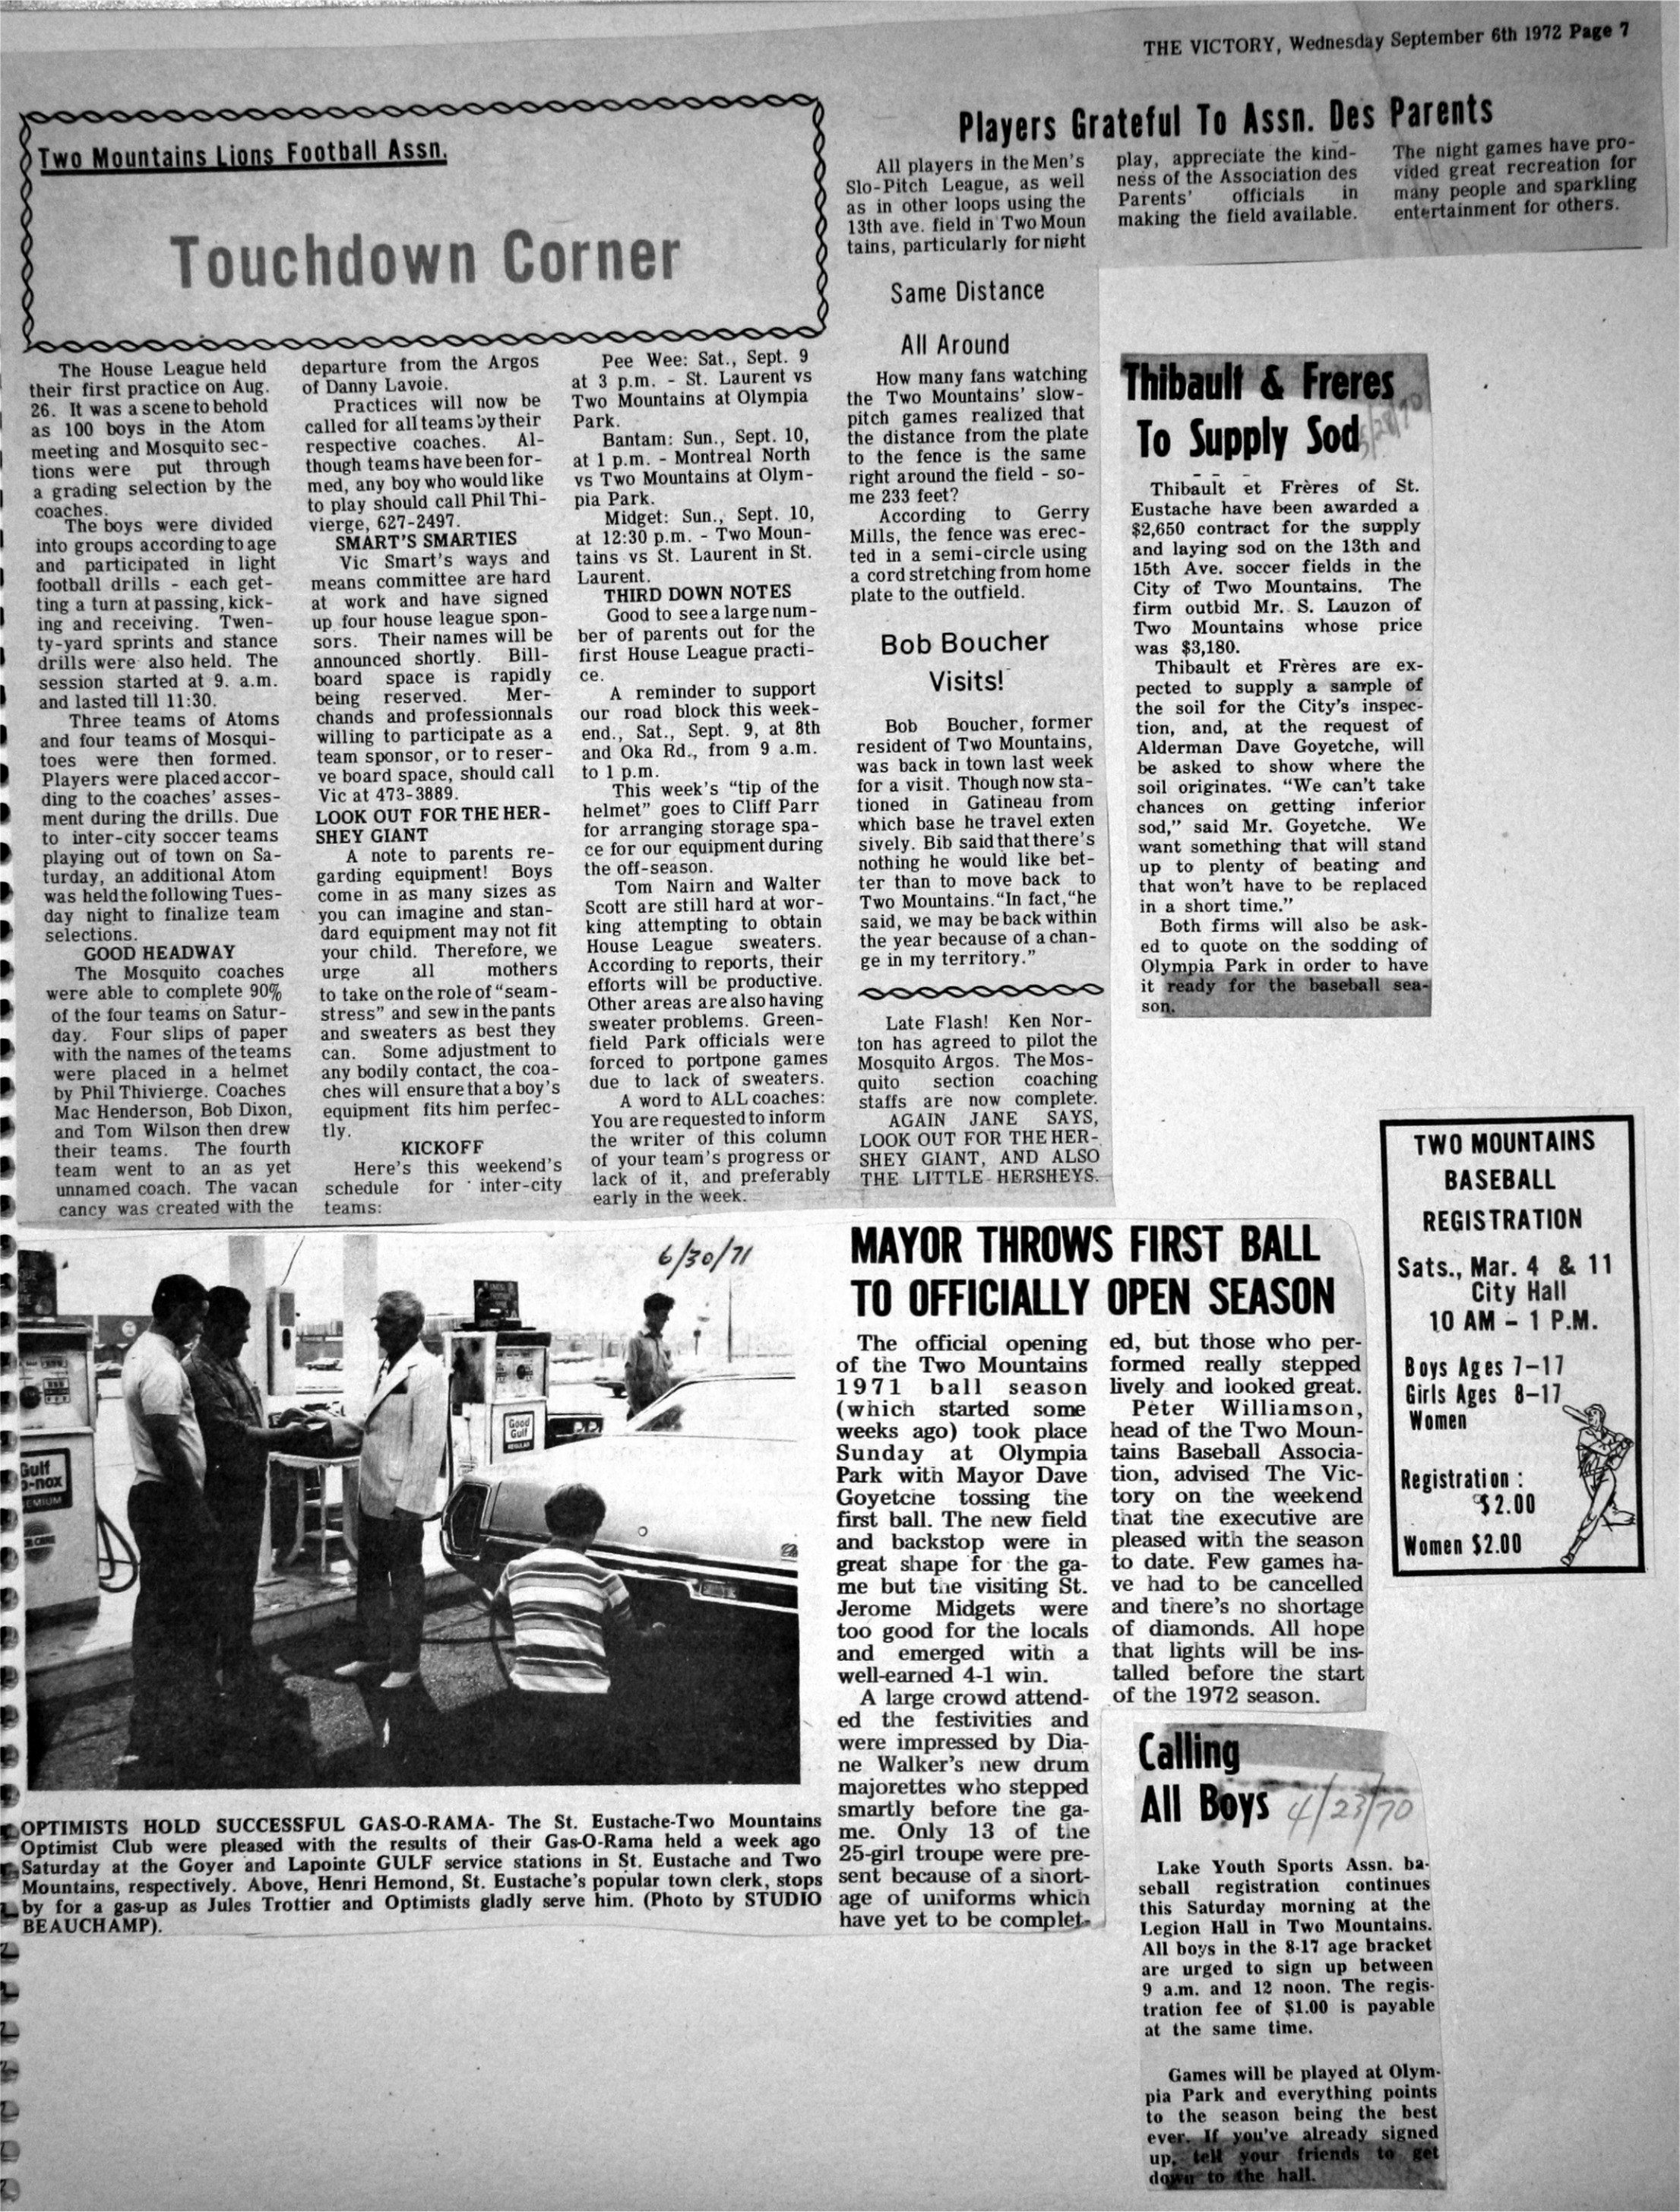 THE VICTORY, Wednesday September 6th 1972 Page 7
Two Mountains Lions Football Assn.
Touchdown Corner
The House League held
their first practice on Aug.
26. It was a scene to behold
as 100 boys in the Atom
meeting and Mosquito sec-
tions were put through
a grading selection by the
coaches.
The boys were divided
into groups according to age
and participated in light
football drills - each get-
ting a turn at passing, kick-
ing and receiving. Twen-
ty-yard sprints and stance
drills were also held. The
session started at 9. a.m.
and lasted till 11:30.
Three teams of Atoms
and four teams of Mosqui-
toes were then formed.
Players were placed accor-
ding to the coaches' asses-
ment during the drills. Due
to inter-city soccer teams
playing out of town on Sa-
turday, an additional Atom
was held the following Tues-
day night to finalize team
selections.
GOOD HEADWAY
The Mosquito coaches
were able to complete 90%
of the four teams on Satur-
day. Four slips of paper
with the names of the teams
were placed in a helmet
by Phil Thivierge. Coaches
Mac Henderson, Bob Dixon,
and Tom Wilson then drew
their teams. The fourth
team went to an as yet
unnamed coach. The vacan
cancy was created with the
departure from the Argos
of Danny Lavoie.
Practices will now be
called for all teams by their
respective coaches. Al-
though teams have been for-
med, any boy who would like
to play should call Phil Thi-
vierge, 627-2497.
SMART'S SMARTIES
Vic Smart's ways and
means committee are hard
at work and have signed
up four house league spon-
sors. Their names will be
announced shortly. Bill-
board space is rapidly
being reserved. Mer-
chands and professionnals
willing to participate as a
team sponsor, or to reser-
ve board space, should call
Vic at 473-3889.
LOOK OUT FOR THE HER-
SHEY GIANT
A note to parents re-
garding equipment! Boys
come in as many sizes as
you can imagine and stan-
dard equipment may not fit
your child. Therefore, we
urge all mothers
to take on the role of "seam-
stress" and sew in the pants
and sweaters as best they
can. Some adjustment to
any bodily contact, the coa-
ches will ensure that a boy's
equipment fits him perfec-
tly.
KICKOFF
Here's this weekend's
schedule for inter-city
teams:
Pee Wee: Sat., Sept. 9
at 3 p.m. - St. Laurent vs
Two Mountains at Olympia
Park.
Bantam: Sun., Sept. 10,
at 1 p.m. - Montreal North
vs Two Mountains at Olym-
pia Park.
Midget: Sun., Sept. 10,
at 12:30 p.m. - Two Moun-
tains vs St. Laurent in St.
Laurent.
THIRD DOWN NOTES
Good to see a large num-
ber of parents out for the
first House League practi-
ce.
A reminder to support
our road block this week-
end., Sat., Sept. 9, at 8th
and Oka Rd., from 9 a.m.
to 1 p.m.
This week's "tip of the
helmet" goes to Cliff Parr
for arranging storage spa-
ce for our equipment during
the off-season.
Tom Nairn and Walter
Scott are still hard at wor-
king attempting to obtain
House League sweaters.
According to reports, their
efforts will be productive.
Other areas are also having
sweater problems. Green-
field Park officials were
forced to portpone games
due to lack of sweaters.
A word to ALL coaches:
You are requested to inform
the writer of this column
of your team's progress or
lack of it, and preferably
early in the week.
Players Grateful To Assn. Des Parents
All players in the Men's
Slo-Pitch League, as well
as in other loops using the
13th ave. field in Two Moun
tains, particularly for night
play, appreciate the kind-
ness of the Association des
Parents' officials in
making the field available.
The night games have pro-
vided great recreation for
many people and sparkling
entertainment for others.
Same Distance
All Around
How many fans watching
the Two Mountains' slow-
pitch games realized that
the distance from the plate
to the fence is the same
right around the field - so-
me 233 feet?
According to Gerry
Mills, the fence was erec-
ted in a semi-circle using
a cord stretching from home
plate to the outfield.
Bob Boucher
Visits!
Bob Boucher, former
resident of Two Mountains,
was back in town last week
for a visit. Though now sta-
tioned in Gatineau from
which base he travel exten
sively. Bib said that there's
nothing he would like bet-
ter than to move back to
Two Mountains. "In fact, "he
said, we may be back within
the year because of a chan-
ge in my territory."
Late Flash! Ken Nor-
ton has agreed to pilot the
Mosquito Argos. The Mos-
quito section coaching
staffs are now complete.
AGAIN JANE SAYS,
LOOK OUT FOR THE HER-
SHEY GIANT, AND ALSO
THE LITTLE HERSHEYS.
Thibault & Freres
To Supply Sod
Thibault et Frères of St.
Eustache have been awarded a
$2,650 contract for the supply
and laying sod on the 13th and
15th Ave. soccer fields in the
City of Two Mountains. The
firm outbid Mr. S. Lauzon of
Two Mountains whose price
was $3,180.
Thibault et Frères are ex-
pected to supply a sample of
the soil for the City's inspec-
tion, and, at the request of
Alderman Dave Goyetche, will
be asked to show where the
soil originates. "We can't take
chances on getting inferior
sod," said Mr. Goyetche. We
want something that will stand
up to plenty of beating and
that won't have to be replaced
in a short time."
Both firms will also be ask-
ed to quote on the sodding of
Olympia Park in order to have
it ready for the baseball sea-
son.
TWO MOUNTAINS
BASEBALL
REGISTRATION
Sats., Mar. 4 & 11
City Hall
10 AM - 1 P.M.
Boys Ages 7-17
Girls Ages 8-17
Women
Registration :
$2.00
Women $2.00
6/30/71
Good
Gulf
REGULAR
Gulf
OPTIMISTS HOLD SUCCESSFUL GAS-O-RAMA- The St. Eustache-Two Mountains
Optimist Club were pleased with the results of their Gas-O-Rama held a week ago
Saturday at the Goyer and Lapointe GULF service stations in St. Eustache and Two
Mountains, respectively. Above, Henri Hemond, St. Eustache's popular town clerk, stops
by for a gas-up as Jules Trottier and Optimists gladly serve him. (Photo by STUDIO
BEAUCHAMP).
MAYOR THROWS FIRST BALL
TO OFFICIALLY OPEN SEASON
The official opening
of the Two Mountains
1971 ball season
(which started some
weeks ago) took place
Sunday at Olympia
Park with Mayor Dave
Goyetche tossing the
first ball. The new field
and backstop were in
great shape for the ga-
me but the visiting St.
Jerome Midgets were
too good for the locals
and emerged with a
well-earned 4-1 win.
A large crowd attend-
ed the festivities and
were impressed by Dia-
ne Walker's new drum
majorettes who stepped
smartly before the ga-
me. Only 13 of the
25-girl troupe were pre-
sent because of a short-
age of uniforms which
have yet to be complet-
ed, but those who per-
formed really stepped
lively and looked great.
Peter Williamson,
head of the Two Moun-
tains Baseball Associa-
tion, advised The Vic-
tory on the weekend
that the executive are
pleased with the season
to date. Few games ha-
ve had to be cancelled
and there's no shortage
of diamonds. All hope
that lights will be ins-
talled before the start
of the 1972 season.
Calling
All Boys 4/23/70
Lake Youth Sports Assn. ba-
seball registration continues
this Saturday morning at the
Legion Hall in Two Mountains.
All boys in the 8-17 age bracket
are urged to sign up between
9 a.m. and 12 noon. The regis-
tration fee of $1.00 is payable
at the same time.
Games will be played at Olym-
pia Park and everything points
to the season being the best
ever. If you've already signed
up, tell your friends to get
down to the hall.